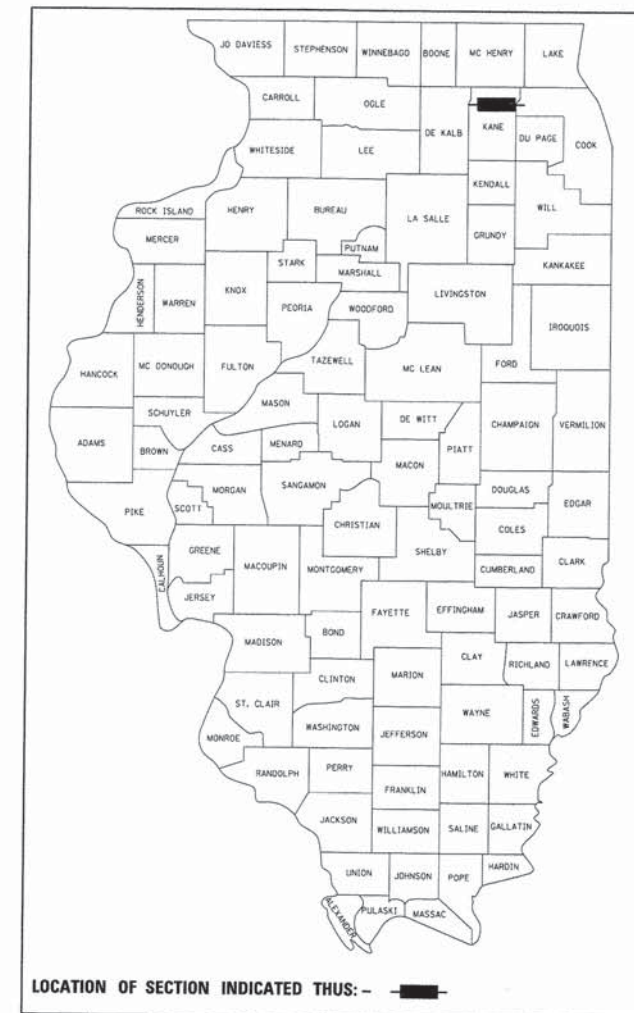 JO DAVIESS STEPHENSON WINNEBAGO BOONE MC HENRY LAKE
CARROLL OGLE DE KALB KANE DU PAGE COOK
WHITESIDE LEE
KENDALL WILL
ROCK ISLAND HENRY BUREAU LA SALLE GRUNDY
MERCER PUTNAM KANKAKEE
STARK MARSHALL
HENDERSON WARREN KNOX PEORIA WOODFORD LIVINGSTON IROQUOIS
HANCOCK MC DONOUGH FULTON TAZEWELL MC LEAN FORD
SCHUYLER MASON LOGAN DE WITT CHAMPAIGN VERMILION
ADAMS BROWN CASS MENARD MACON PIATT
PIKE SCOTT MORGAN SANGAMON CHRISTIAN MOULTRIE DOUGLAS EDGAR
COLES
CALHOUN GREENE MACOUPIN MONTGOMERY SHELBY CUMBERLAND CLARK
JERSEY
MADISON BOND FAYETTE EFFINGHAM JASPER CRAWFORD
CLINTON MARION CLAY RICHLAND LAWRENCE
ST. CLAIR WASHINGTON JEFFERSON WAYNE EDWARDS WABASH
MONROE
RANDOLPH PERRY FRANKLIN HAMILTON WHITE
JACKSON WILLIAMSON SALINE GALLATIN
UNION JOHNSON POPE HARDIN
ALEXANDER PULASKI MASSAC
LOCATION OF SECTION INDICATED THUS: -